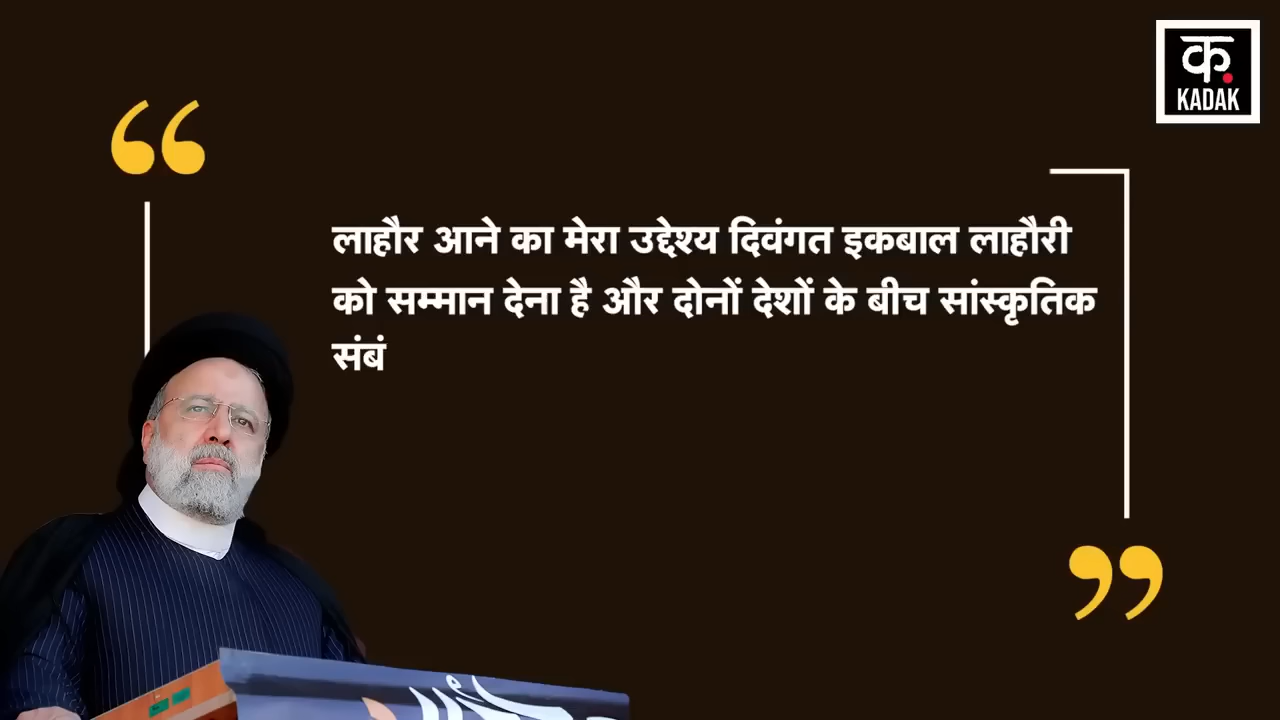 क.
KADAK
लाहौर आने का मेरा उद्देश्य दिवंगत इकबाल लाहौरी
को सम्मान देना है और दोनों देशों के बीच सांस्कृतिक
संबं